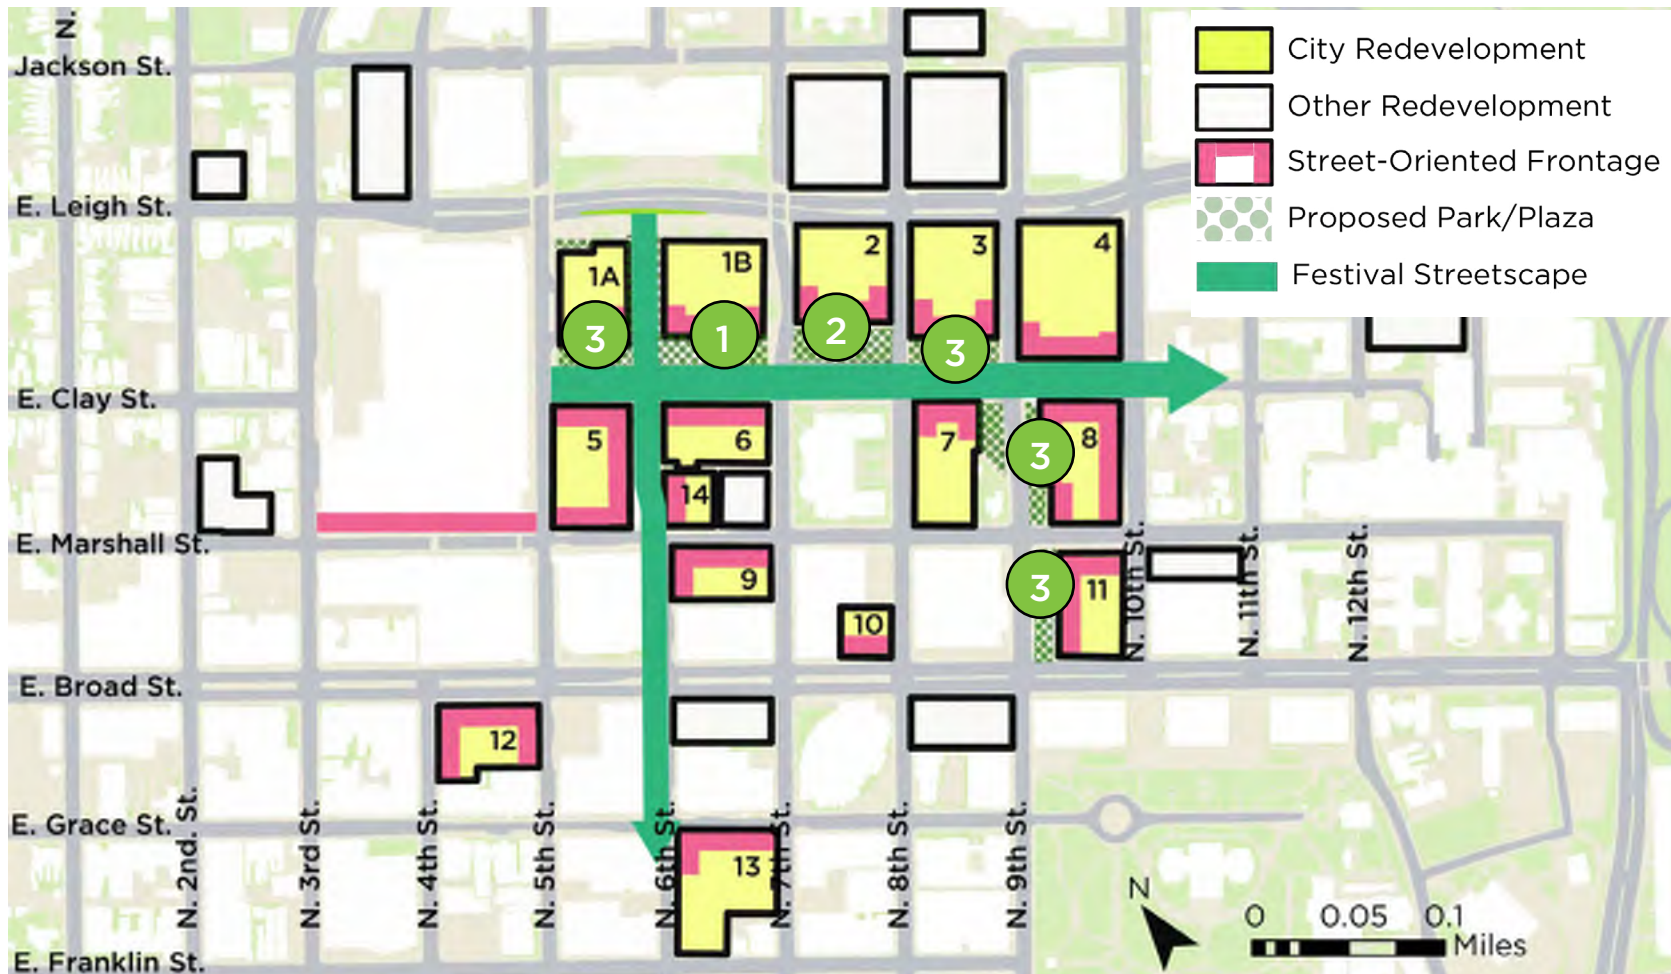 N.
Jackson St.
E. Leigh St.
E. Clay St.
E. Marshall St.
E. Broad St.
E. Grace St.
E. Franklin St.
N. 2nd. St.
N. 3rd St.
N. 4th St.
N. 5th St.
N. 6th St.
N. 7th St.
N. 8th St.
N. 9th St.
N. 10th St.
N. 11th St.
N. 12th St.
1A
1B
2
3
4
3
1
2
3
5
6
7
3
8
14
9
10
3
11
12
13
City Redevelopment
Other Redevelopment
Street-Oriented Frontage
Proposed Park/Plaza
Festival Streetscape
N
0 0.05 0.1
Miles